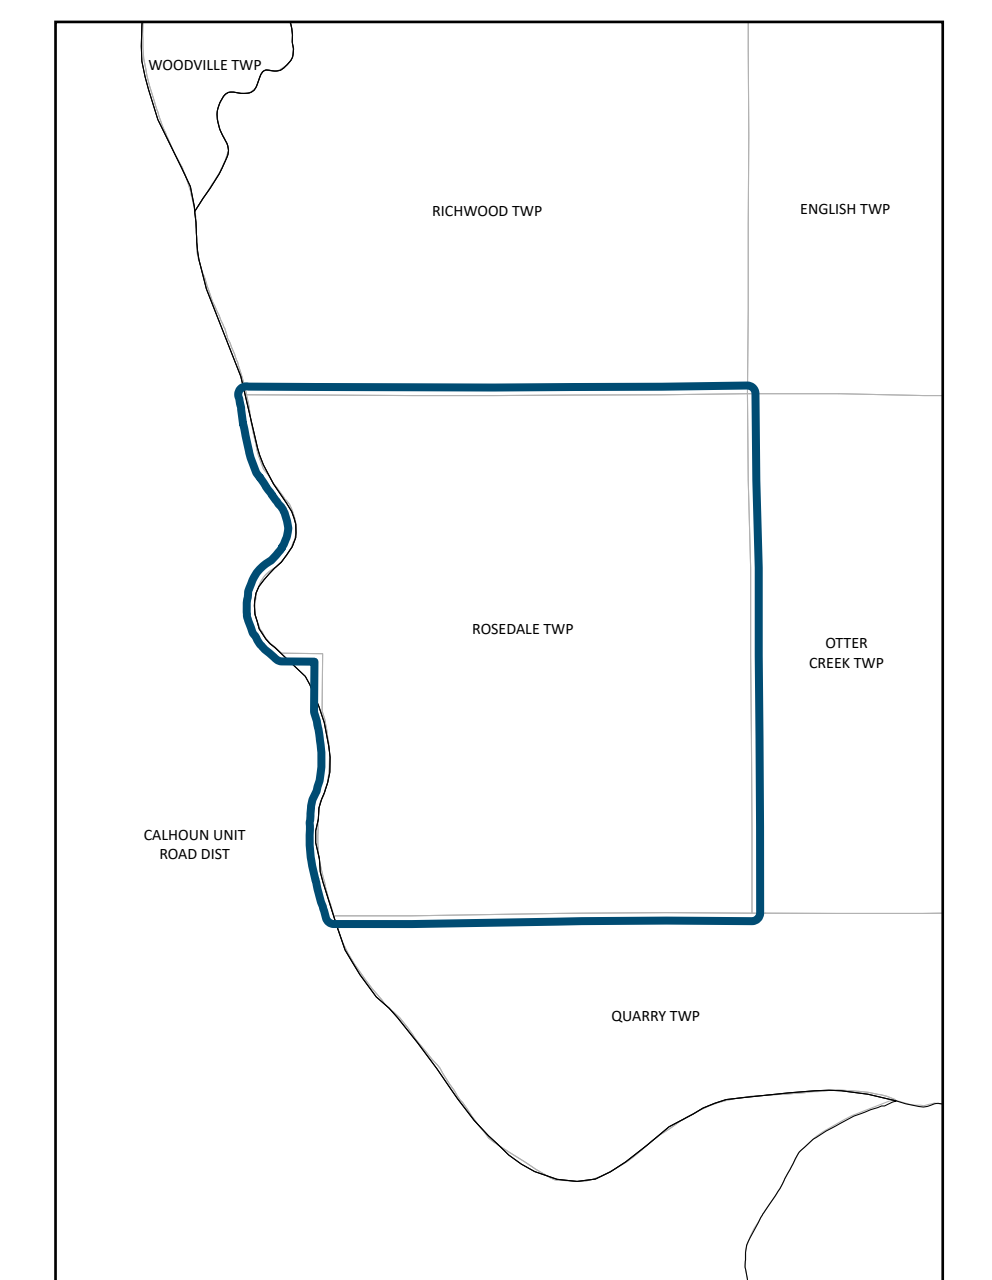 WOODVILLE TWP
RICHWOOD TWP
ENGLISH TWP
ROSEDALE TWP
OTTER
CREEK TWP
CALHOUN UNIT
ROAD DIST
QUARRY TWP